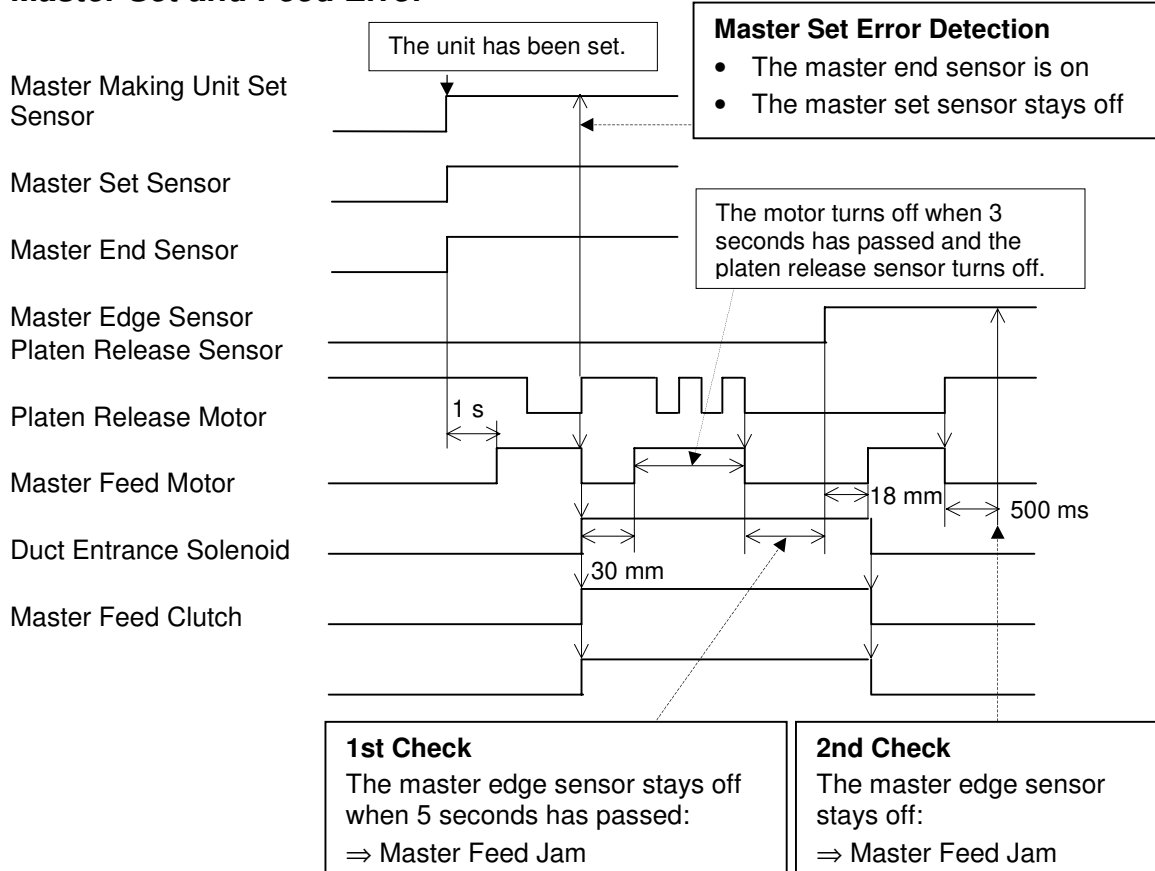 Master Set and Feed Error
The unit has been set.
Master Set Error Detection
• The master end sensor is on
• The master set sensor stays off
Master Making Unit Set
Sensor
Master Set Sensor
The motor turns off when 3
seconds has passed and the
platen release sensor turns off.
Master End Sensor
Master Edge Sensor
Platen Release Sensor
1 s
Platen Release Motor
Master Feed Motor
18 mm
500 ms
Duct Entrance Solenoid
30 mm
Master Feed Clutch
1st Check
The master edge sensor stays off
when 5 seconds has passed:
⇒ Master Feed Jam
2nd Check
The master edge sensor
stays off:
⇒ Master Feed Jam